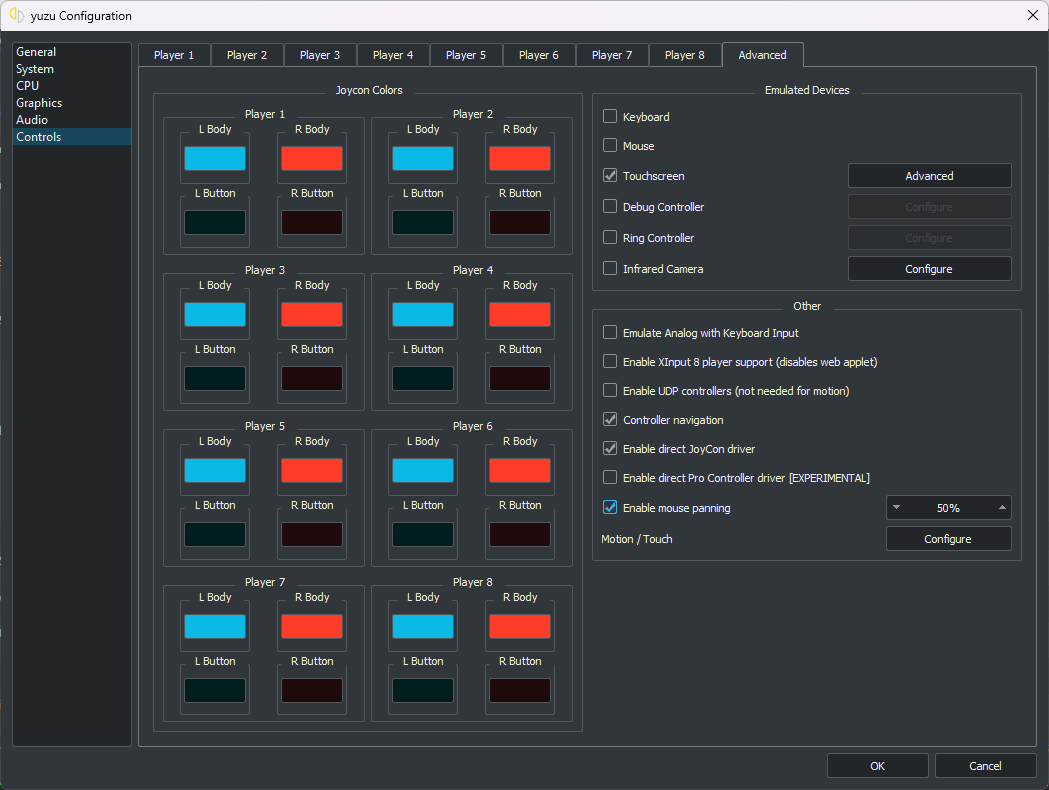 yuzu Configuration
General
System
CPU
Graphics
Audio
Controls
Player 1 Player 2 Player 3 Player 4 Player 5 Player 6 Player 7 Player 8 Advanced
Joycon Colors
Player 1 Player 2
L Body R Body L Body R Body
L Button R Button L Button R Button
Player 3 Player 4
L Body R Body L Body R Body
L Button R Button L Button R Button
Player 5 Player 6
L Body R Body L Body R Body
L Button R Button L Button R Button
Player 7 Player 8
L Body R Body L Body R Body
L Button R Button L Button R Button
Emulated Devices
Keyboard
Mouse
Touchscreen Advanced
Debug Controller Configure
Ring Controller Configure
Infrared Camera Configure
Other
Emulate Analog with Keyboard Input
Enable XInput 8 player support (disables web applet)
Enable UDP controllers (not needed for motion)
Controller navigation
Enable direct JoyCon driver
Enable direct Pro Controller driver [EXPERIMENTAL]
Enable mouse panning 50%
Motion / Touch Configure
OK Cancel